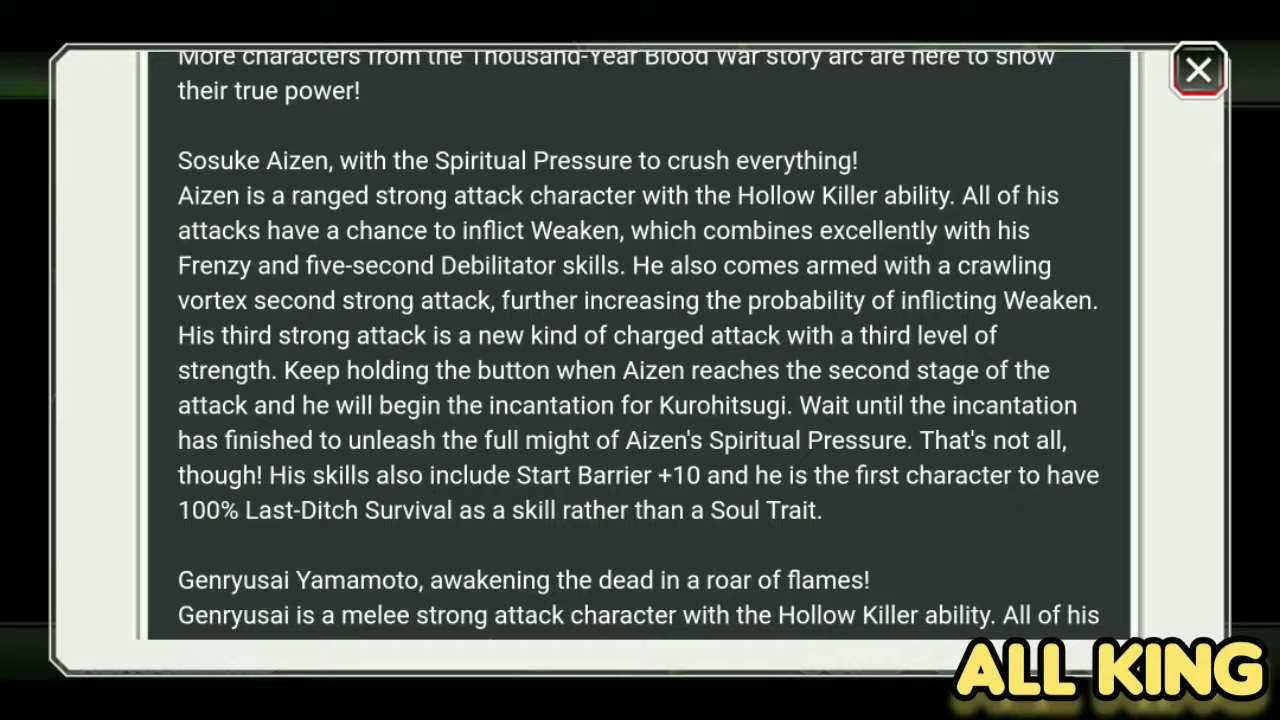 More characters from the Thousand-Year Blood War story arc are here to show
their true power!
Sosuke Aizen, with the Spiritual Pressure to crush everything!
Aizen is a ranged strong attack character with the Hollow Killer ability. All of his
attacks have a chance to inflict Weaken, which combines excellently with his
Frenzy and five-second Debilitator skills. He also comes armed with a crawling
vortex second strong attack, further increasing the probability of inflicting Weaken.
His third strong attack is a new kind of charged attack with a third level of
strength. Keep holding the button when Aizen reaches the second stage of the
attack and he will begin the incantation for Kurohitsugi. Wait until the incantation
has finished to unleash the full might of Aizen's Spiritual Pressure. That's not all,
though! His skills also include Start Barrier +10 and he is the first character to have
100% Last-Ditch Survival as a skill rather than a Soul Trait.
Genryusai Yamamoto, awakening the dead in a roar of flames!
Genryusai is a melee strong attack character with the Hollow Killer ability. All of his
ALL KING